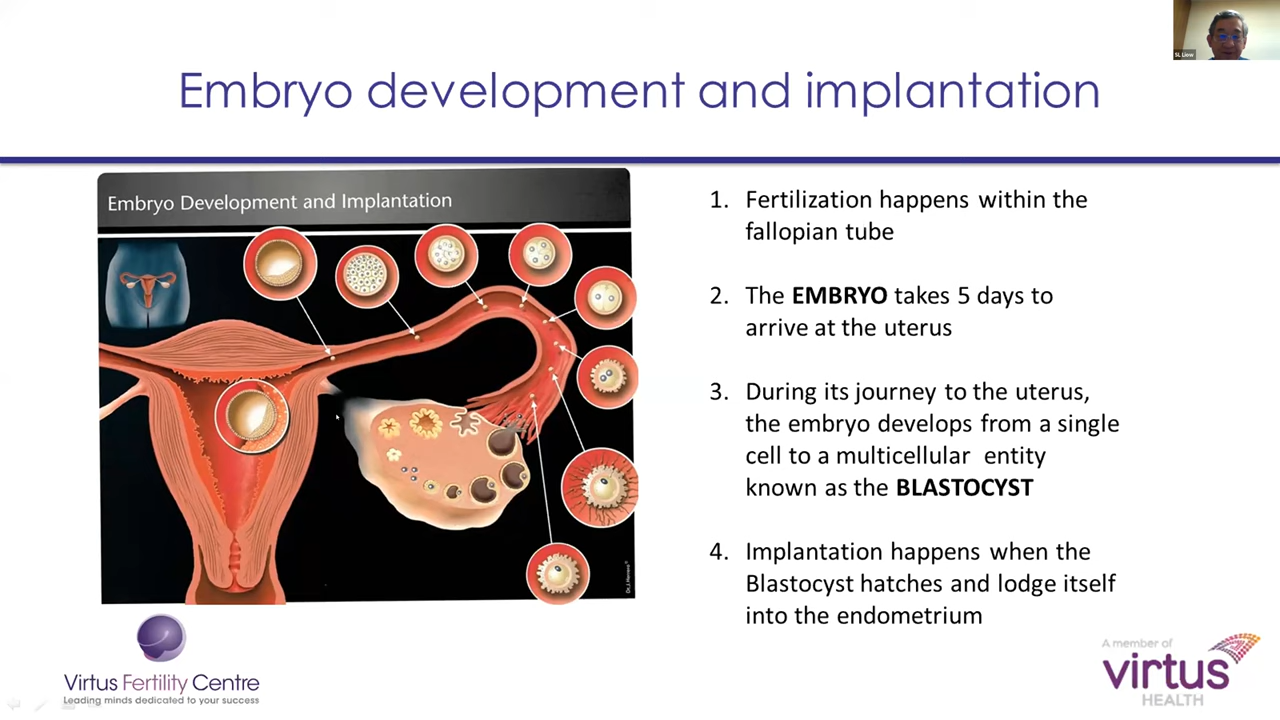 SL Liew
Embryo development and implantation
Embryo Development and Implantation
1. Fertilization happens within the
fallopian tube
2. The EMBRYO takes 5 days to
arrive at the uterus
3. During its journey to the uterus,
the embryo develops from a single
cell to a multicellular entity
known as the BLASTOCYST
4. Implantation happens when the
Blastocyst hatches and lodge itself
into the endometrium
Virtus Fertility Centre
Leading minds dedicated to your success
A member of
virtus
HEALTH